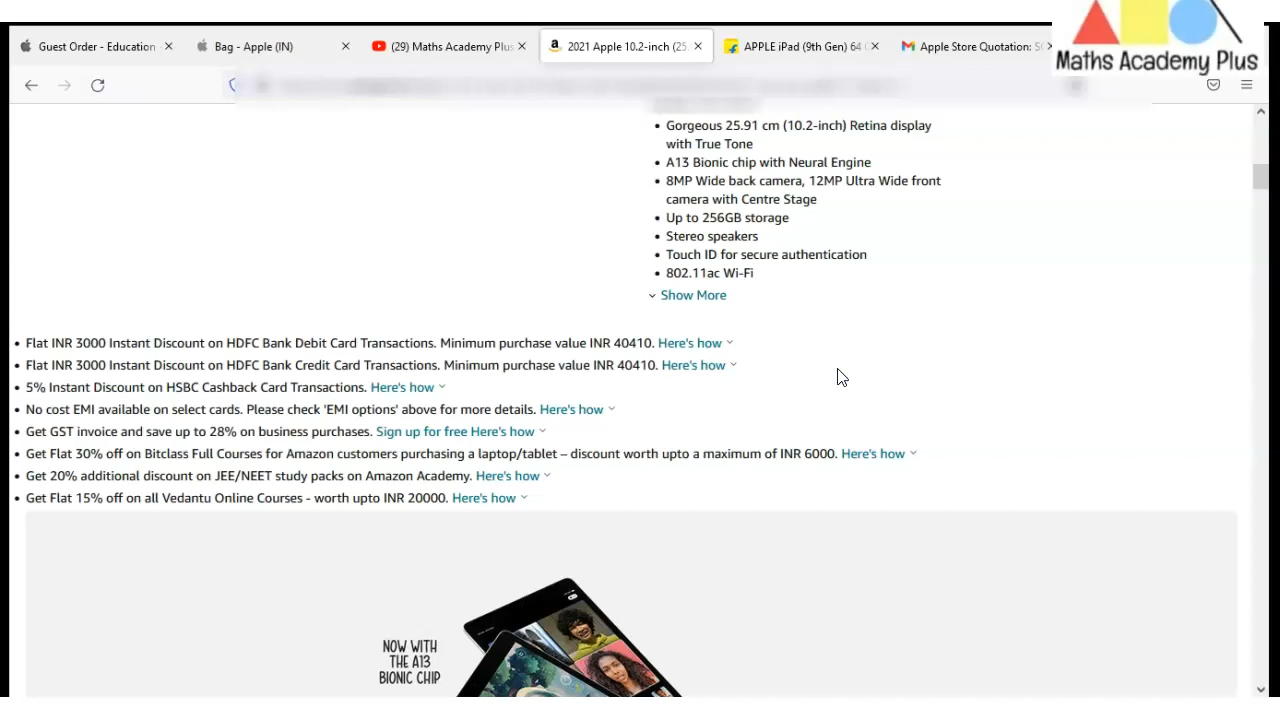 Guest Order - Education
Bag - Apple (IN)
(29) Maths Academy Plus
2021 Apple 10.2-inch (25.
APPLE iPad (9th Gen) 64
Apple Store Quotation:
Maths Academy Plus
• Gorgeous 25.91 cm (10.2-inch) Retina display
with True Tone
• A13 Bionic chip with Neural Engine
• 8MP Wide back camera, 12MP Ultra Wide front
camera with Centre Stage
• Up to 256GB storage
• Stereo speakers
• Touch ID for secure authentication
• 802.11ac Wi-Fi
Show More
• Flat INR 3000 Instant Discount on HDFC Bank Debit Card Transactions. Minimum purchase value INR 40410. Here's how
• Flat INR 3000 Instant Discount on HDFC Bank Credit Card Transactions. Minimum purchase value INR 40410. Here's how
• 5% Instant Discount on HSBC Cashback Card Transactions. Here's how
• No cost EMI available on select cards. Please check 'EMI options' above for more details. Here's how
• Get GST invoice and save up to 28% on business purchases. Sign up for free Here's how
• Get Flat 30% off on Bitclass Full Courses for Amazon customers purchasing a laptop/tablet – discount worth upto a maximum of INR 6000. Here's how
• Get 20% additional discount on JEE/NEET study packs on Amazon Academy. Here's how
• Get Flat 15% off on all Vedantu Online Courses - worth upto INR 20000. Here's how
NOW WITH
THE A13
BIONIC CHIP